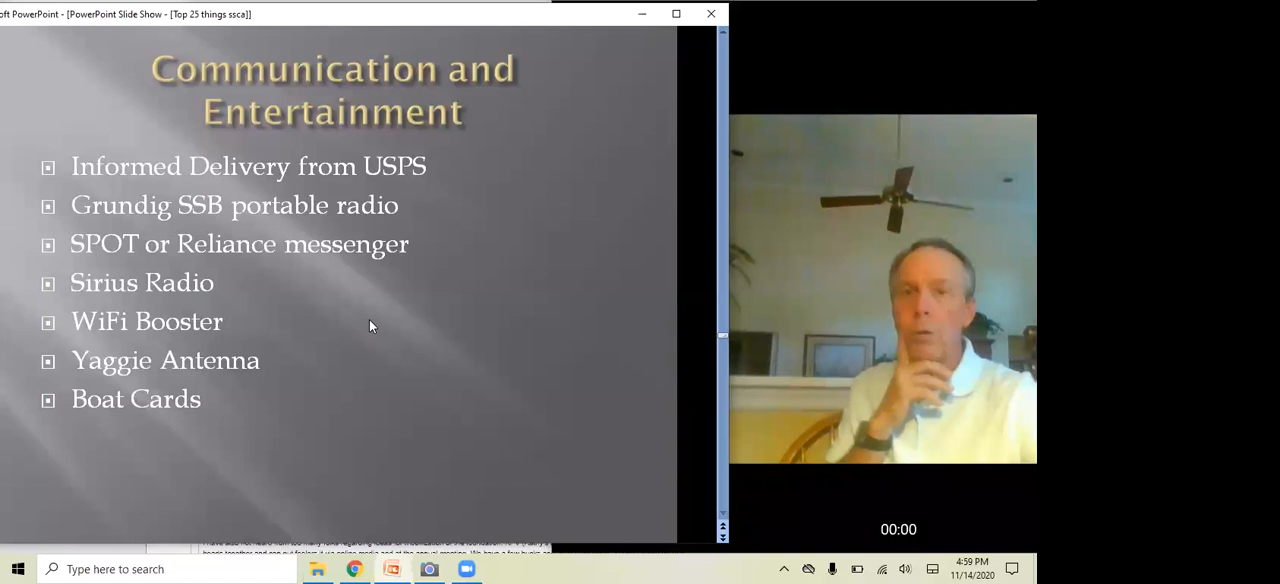 oft PowerPoint - [PowerPoint Slide Show - [Top 25 things ssca]]
Communication and
Entertainment
Informed Delivery from USPS
Grundig SSB portable radio
SPOT or Reliance messenger
Sirius Radio
WiFi Booster
Yaggie Antenna
Boat Cards
00:00
Type here to search
4:59 PM
11/14/2020